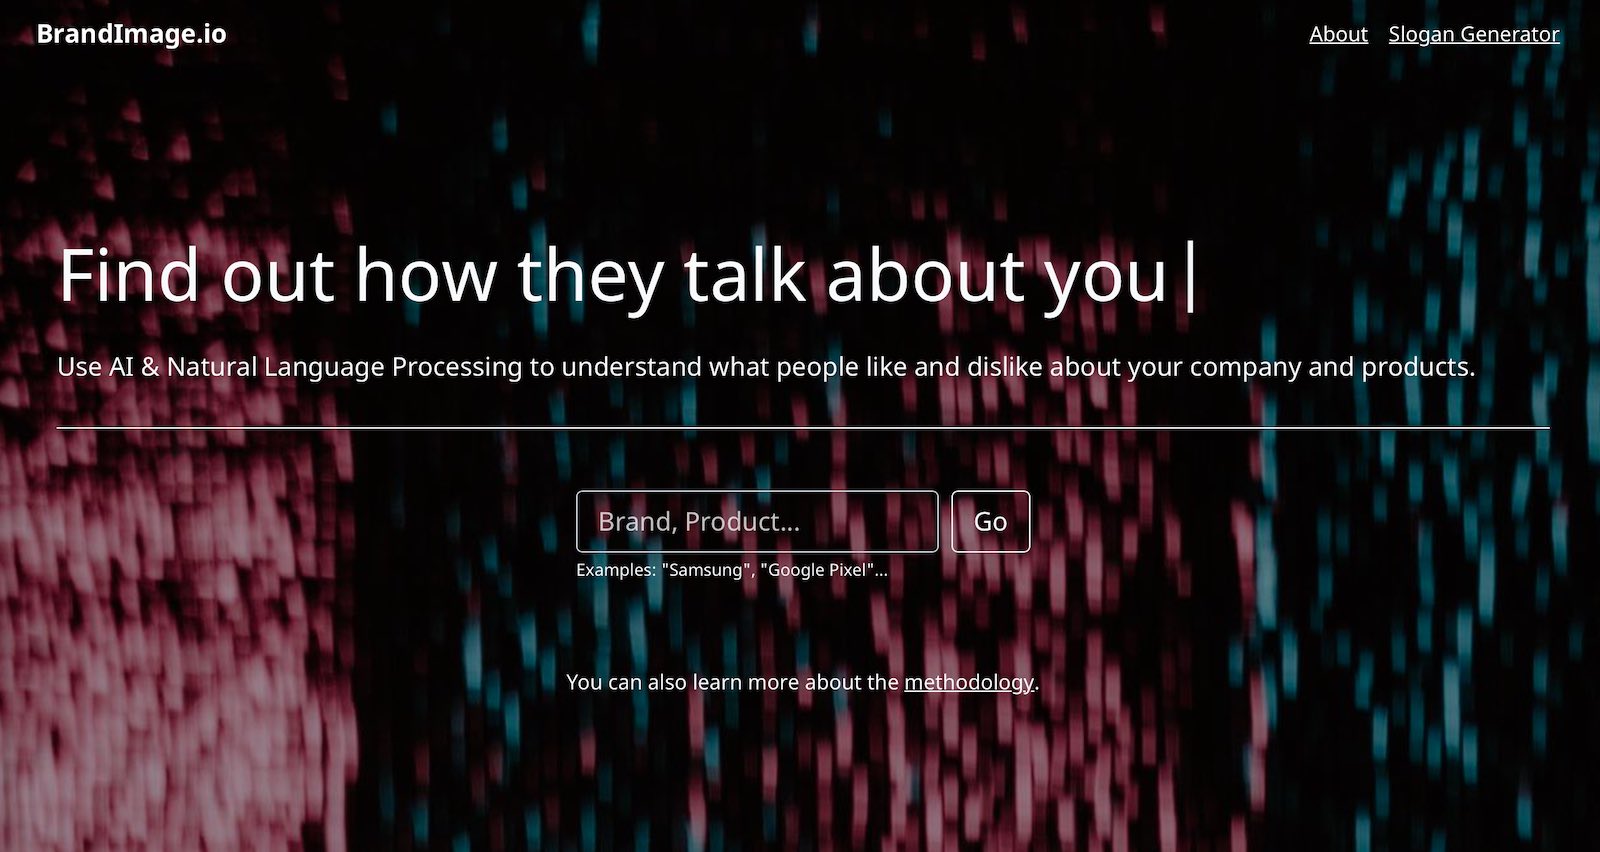 BrandImage.io
About
Slogan Generator
Find out how they talk about you|
Use AI & Natural Language Processing to understand what people like and dislike about your company and products.
Brand, Product...
Go
Examples: "Samsung", "Google Pixel"...
You can also learn more about the methodology.